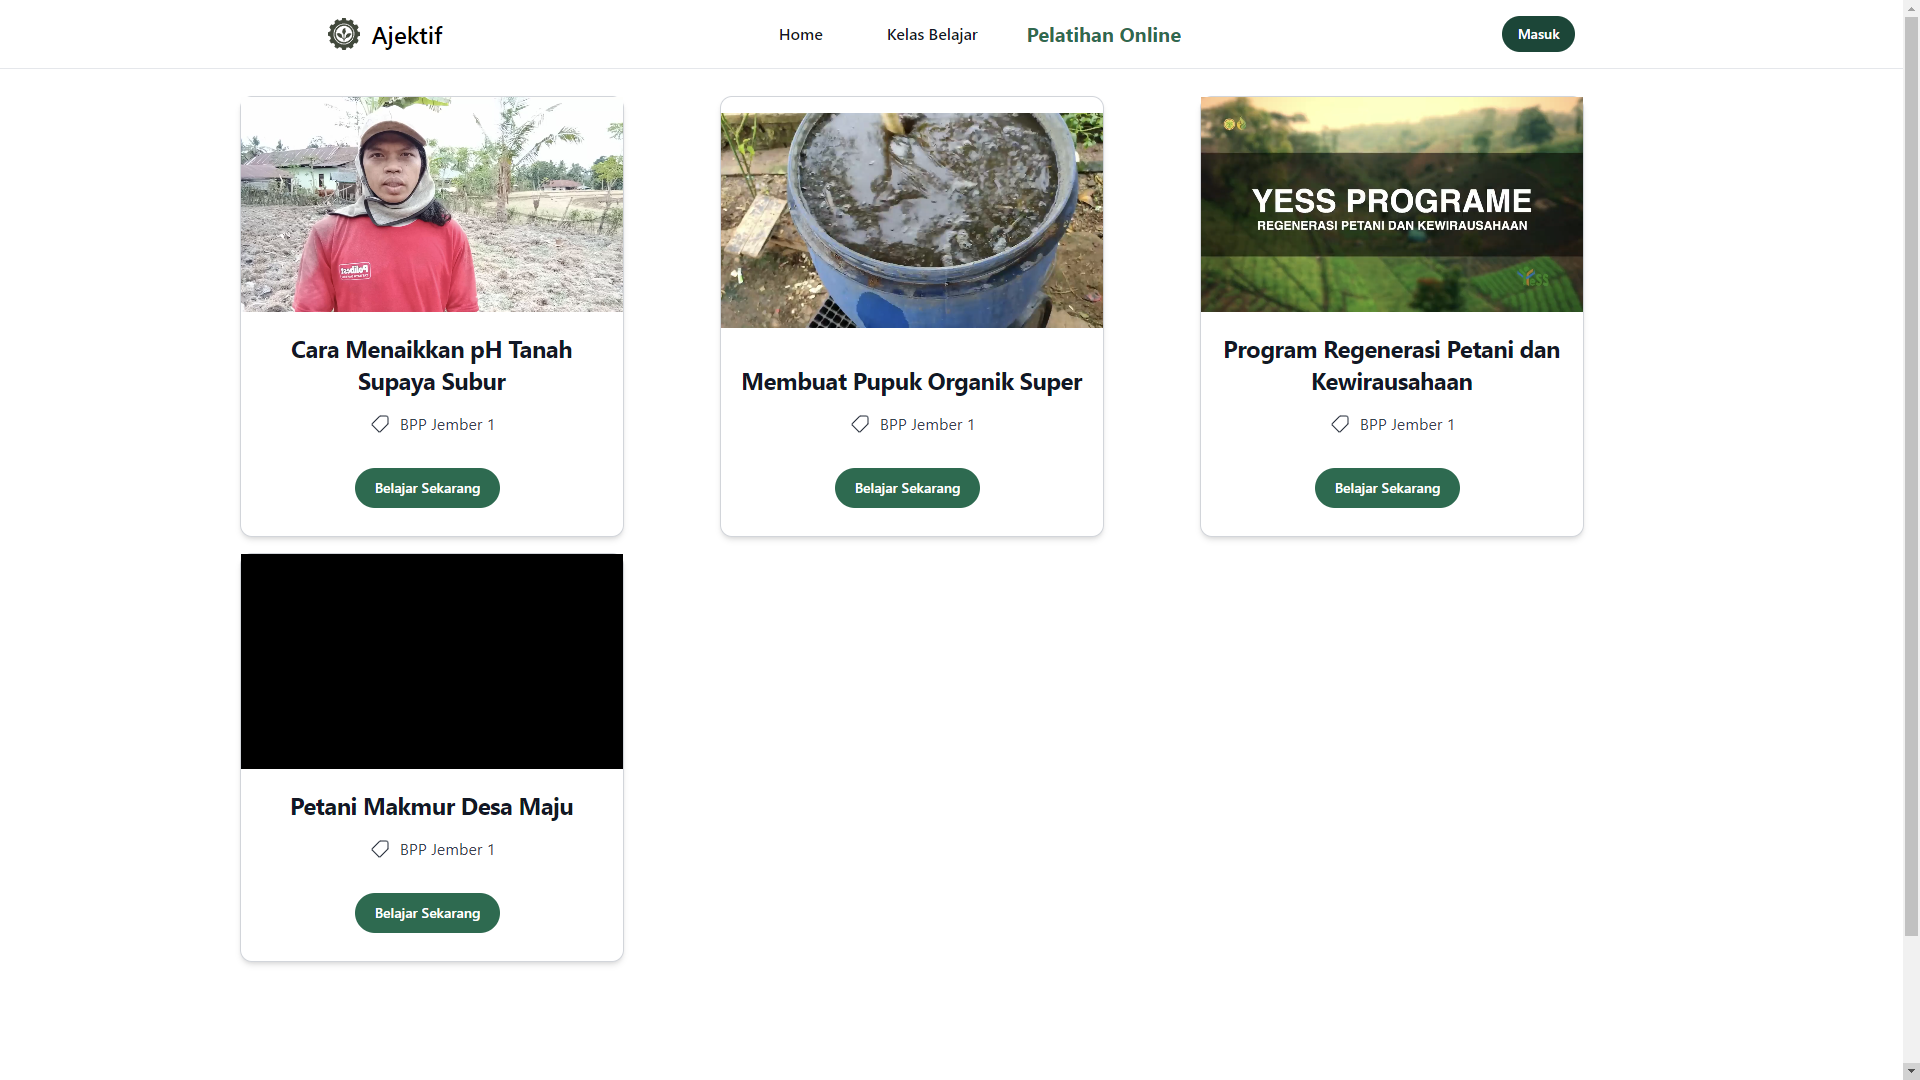 Ajektif
Home
Kelas Belajar
Pelatihan Online
Masuk
YESS PROGRAME
REGENERASI PETANI DAN KEWIRAUSAHAAN
Cara Menaikkan pH Tanah
Supaya Subur
BPP Jember 1
Belajar Sekarang
Membuat Pupuk Organik Super
BPP Jember 1
Belajar Sekarang
Program Regenerasi Petani dan
Kewirausahaan
BPP Jember 1
Belajar Sekarang
Petani Makmur Desa Maju
BPP Jember 1
Belajar Sekarang